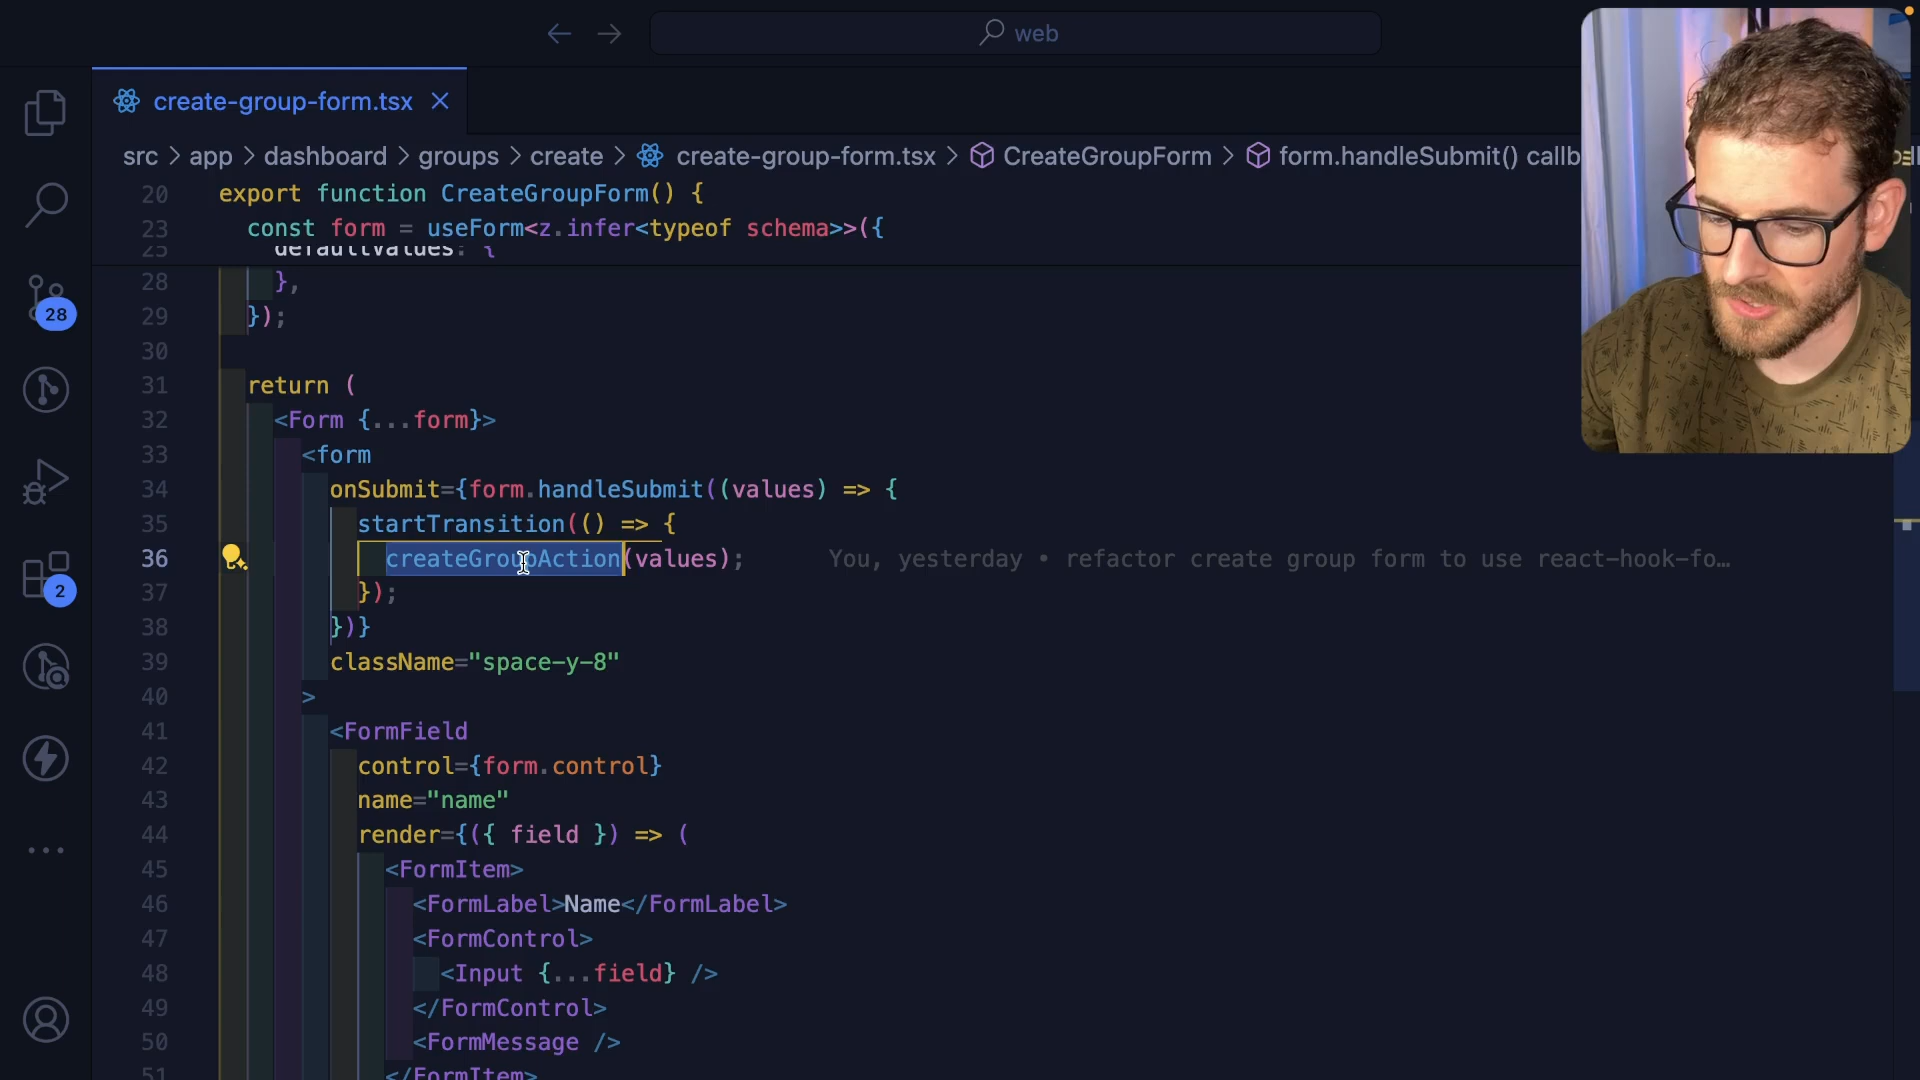 web
create-group-form.tsx
src > app > dashboard > groups > create > create-group-form.tsx > CreateGroupForm > form.handleSubmit() callb
20 export function CreateGroupForm() {
23 const form = useForm<z.infer<typeof schema>>({
25 defaultValues: {
28 },
29 });
30
31 return (
32 <Form {...form}>
33 <form
34 onSubmit={form.handleSubmit((values) => {
35 startTransition(() => {
36 createGroupAction(values); You, yesterday • refactor create group form to use react-hook-fo…
37 });
38 })}
39 className="space-y-8"
40 >
41 <FormField
42 control={form.control}
43 name="name"
44 render={({ field }) => (
45 <FormItem>
46 <FormLabel>Name</FormLabel>
47 <FormControl>
48 <Input {...field} />
49 </FormControl>
50 <FormMessage />
51 </FormItem>
28
2